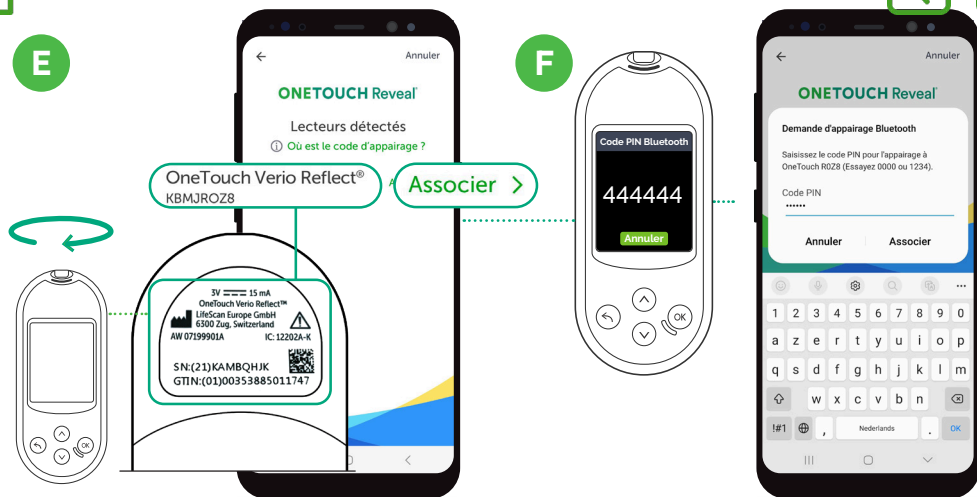 E
Annuler
ONETOUCH Reveal
Lecteurs détectés
Où est le code d'appairage ?
OneTouch Verio Reflect®
KBMJROZ8
Associer >
3V 15 mA
OneTouch Verio Reflect™
LifeScan Europe GmbH
6300 Zug, Switzerland
AW 07199901A IC: 12202A-K
SN:(21)KAMBQHJK
GTIN:(01)00353885011747
OK
F
Code PIN Bluetooth
444444
Annuler
OK
Annuler
ONETOUCH Reveal
Demande d'appairage Bluetooth
Saisissez le code PIN pour l'appairage à
OneTouch R0Z8 (Essayez 0000 ou 1234).
Code PIN
••••••
Annuler Associer
1 2 3 4 5 6 7 8 9 0
a z e r t y u i o p
q s d f g h j k l m
w x c v b n
!#1 , Nederlands . OK